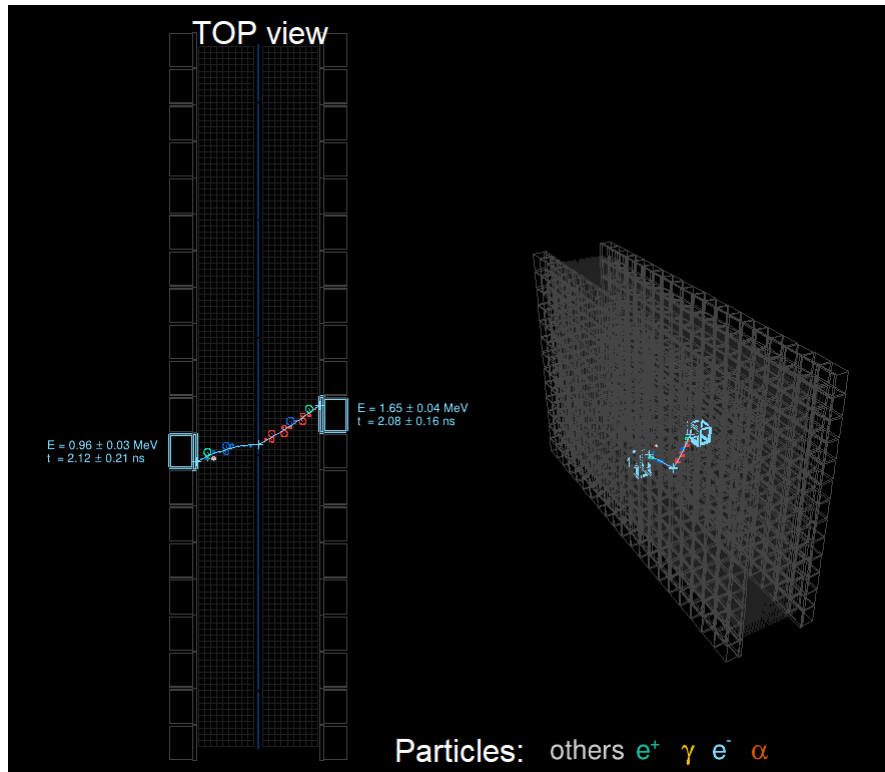 TOP view
E = 1.65 ± 0.04 MeV
t = 2.08 ± 0.16 ns
E = 0.96 ± 0.03 MeV
t = 2.12 ± 0.21 ns
Particles: others e⁺ γ e⁻ α